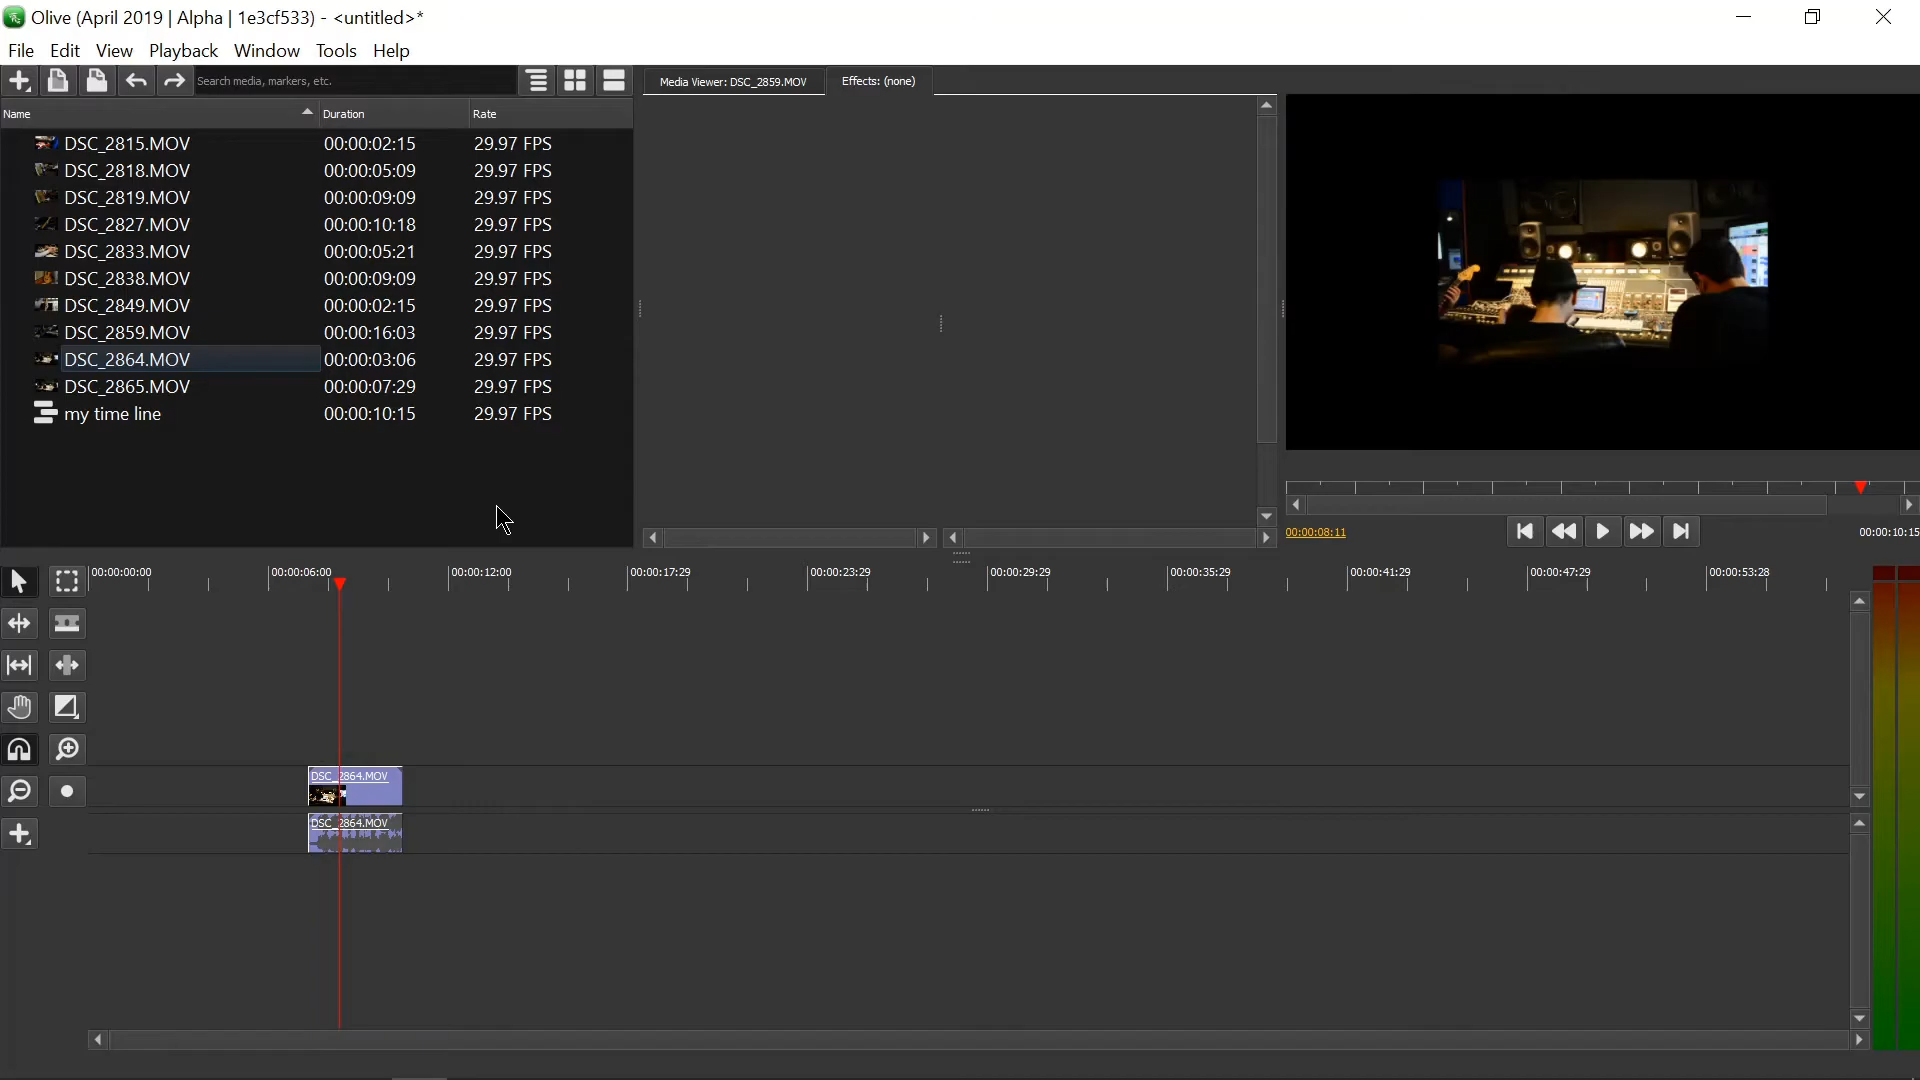 Olive (April 2019 | Alpha | 1e3cf533) - <untitled>*
File Edit View Playback Window Tools Help
Search media, markers, etc.
Media Viewer: DSC_2859.MOV Effects: (none)
Name Duration Rate
DSC_2815.MOV 00:00:02:15 29.97 FPS
DSC_2818.MOV 00:00:05:09 29.97 FPS
DSC_2819.MOV 00:00:09:09 29.97 FPS
DSC_2827.MOV 00:00:10:18 29.97 FPS
DSC_2833.MOV 00:00:05:21 29.97 FPS
DSC_2838.MOV 00:00:09:09 29.97 FPS
DSC_2849.MOV 00:00:02:15 29.97 FPS
DSC_2859.MOV 00:00:16:03 29.97 FPS
DSC_2864.MOV 00:00:03:06 29.97 FPS
DSC_2865.MOV 00:00:07:29 29.97 FPS
my time line 00:00:10:15 29.97 FPS
00:00:08:11 00:00:10:15
00:00:00:00 00:00:06:00 00:00:12:00 00:00:17:29 00:00:23:29 00:00:29:29 00:00:35:29 00:00:41:29 00:00:47:29 00:00:53:28
DSC_2864.MOV
DSC_2864.MOV